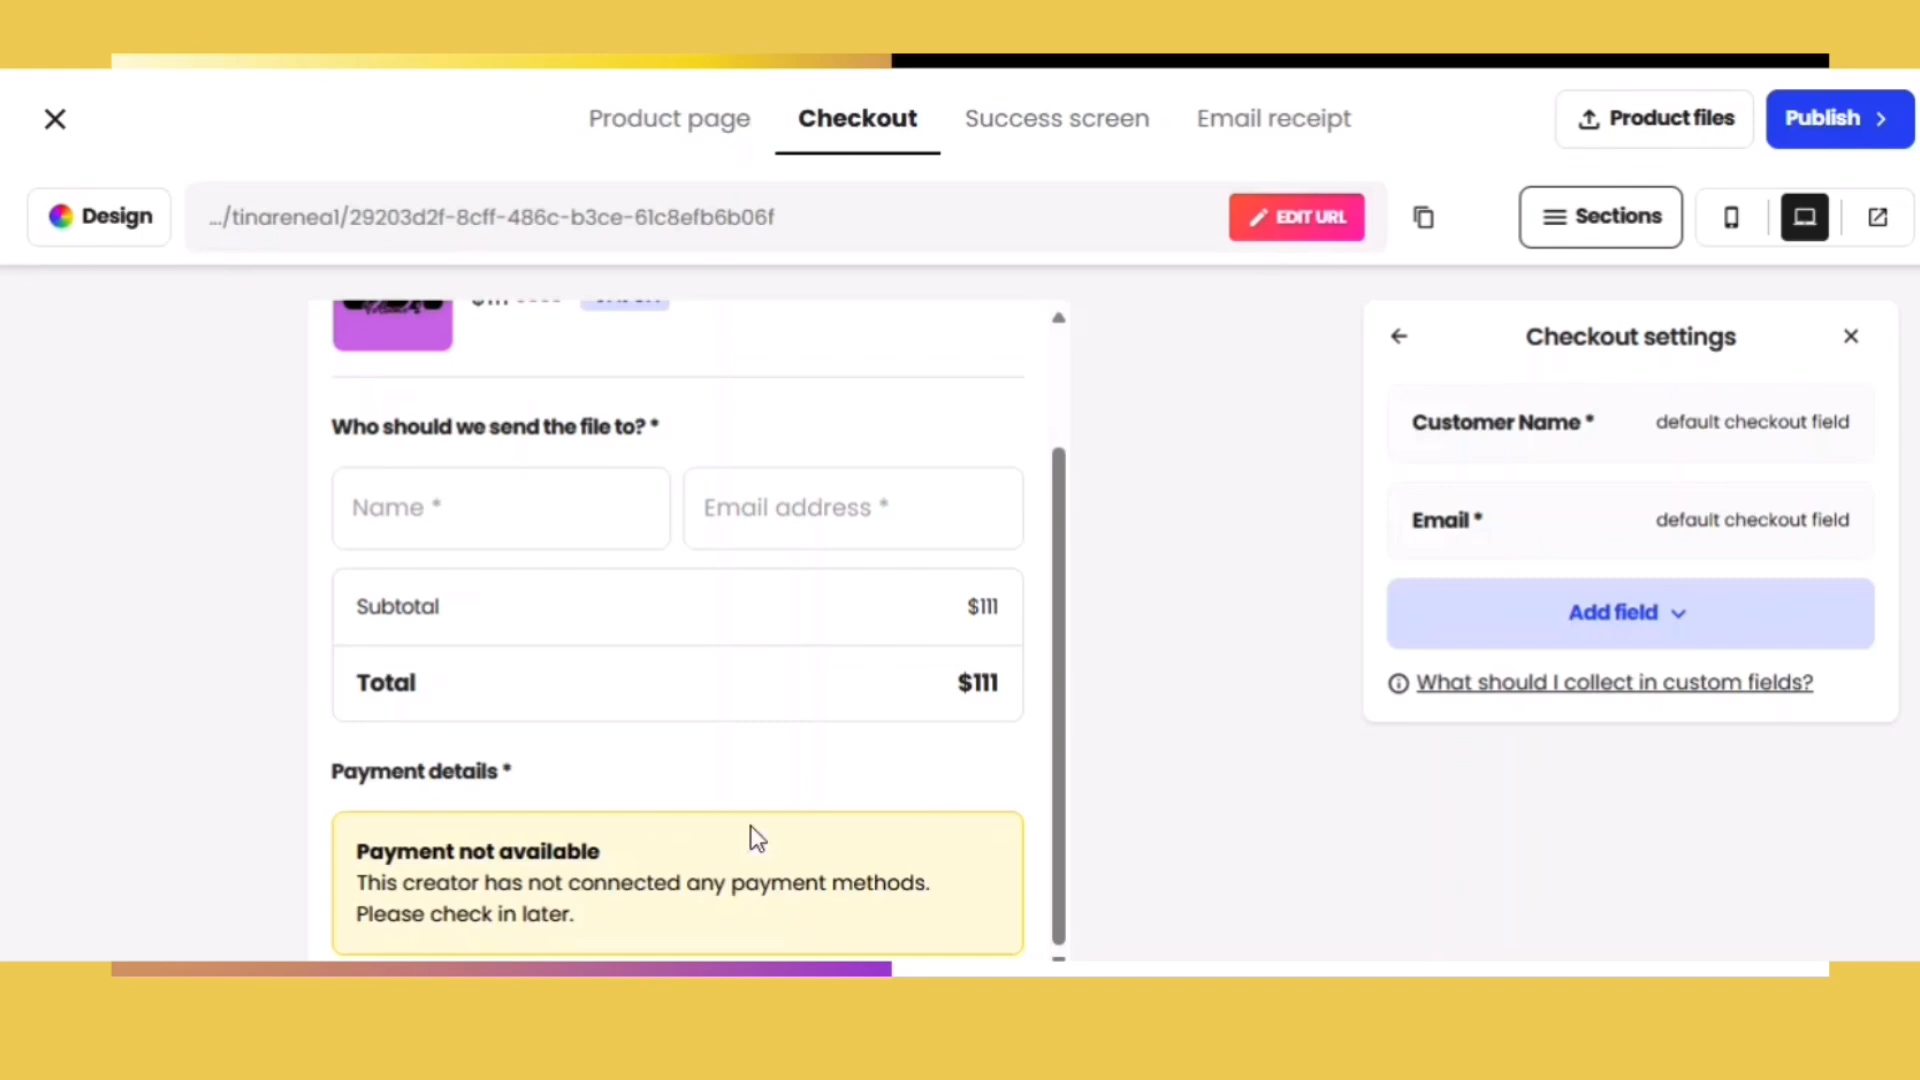 Product page
Checkout
Success screen
Email receipt
Product files
Publish
Design
.../tinarenea1/29203d2f-8cff-486c-b3ce-61c8efb6b06f
EDIT URL
Sections
Checkout settings
Who should we send the file to? *
Customer Name *
default checkout field
Name *
Email address *
Email *
default checkout field
Subtotal
$111
Add field
Total
$111
What should I collect in custom fields?
Payment details *
Payment not available
This creator has not connected any payment methods.
Please check in later.